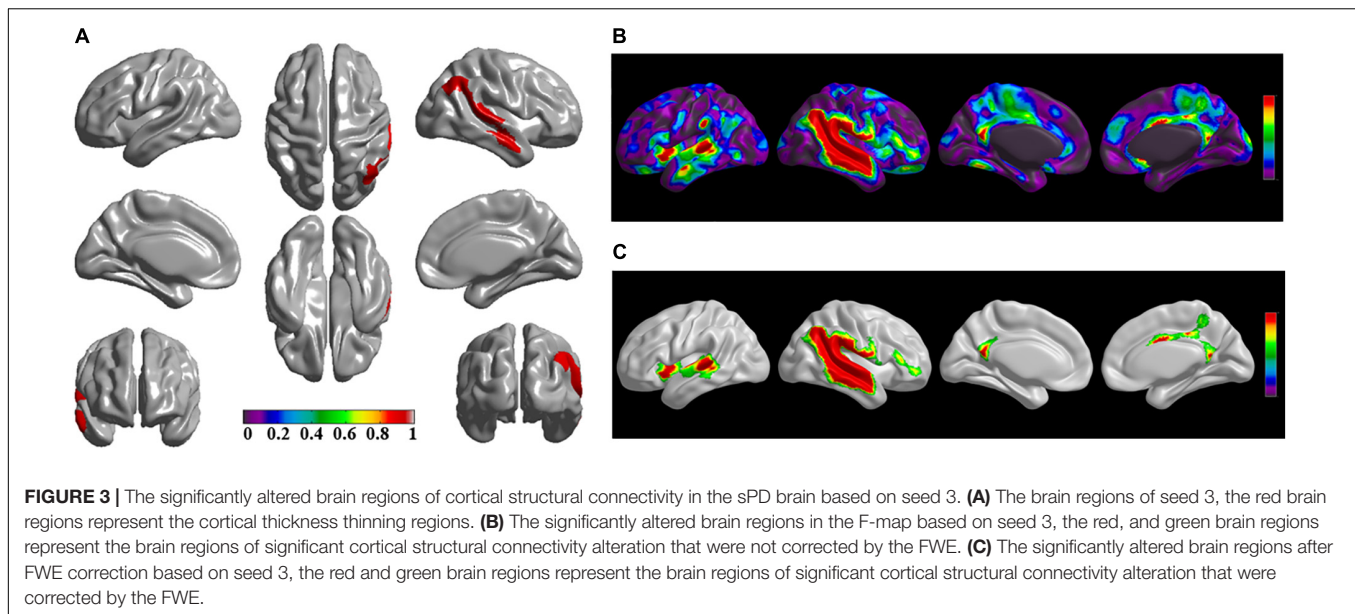 A
B
C
0 0.2 0.4 0.6 0.8 1
FIGURE 3 | The significantly altered brain regions of cortical structural connectivity in the sPD brain based on seed 3. (A) The brain regions of seed 3, the red brain
regions represent the cortical thickness thinning regions. (B) The significantly altered brain regions in the F-map based on seed 3, the red, and green brain regions
represent the brain regions of significant cortical structural connectivity alteration that were not corrected by the FWE. (C) The significantly altered brain regions after
FWE correction based on seed 3, the red and green brain regions represent the brain regions of significant cortical structural connectivity alteration that were
corrected by the FWE.